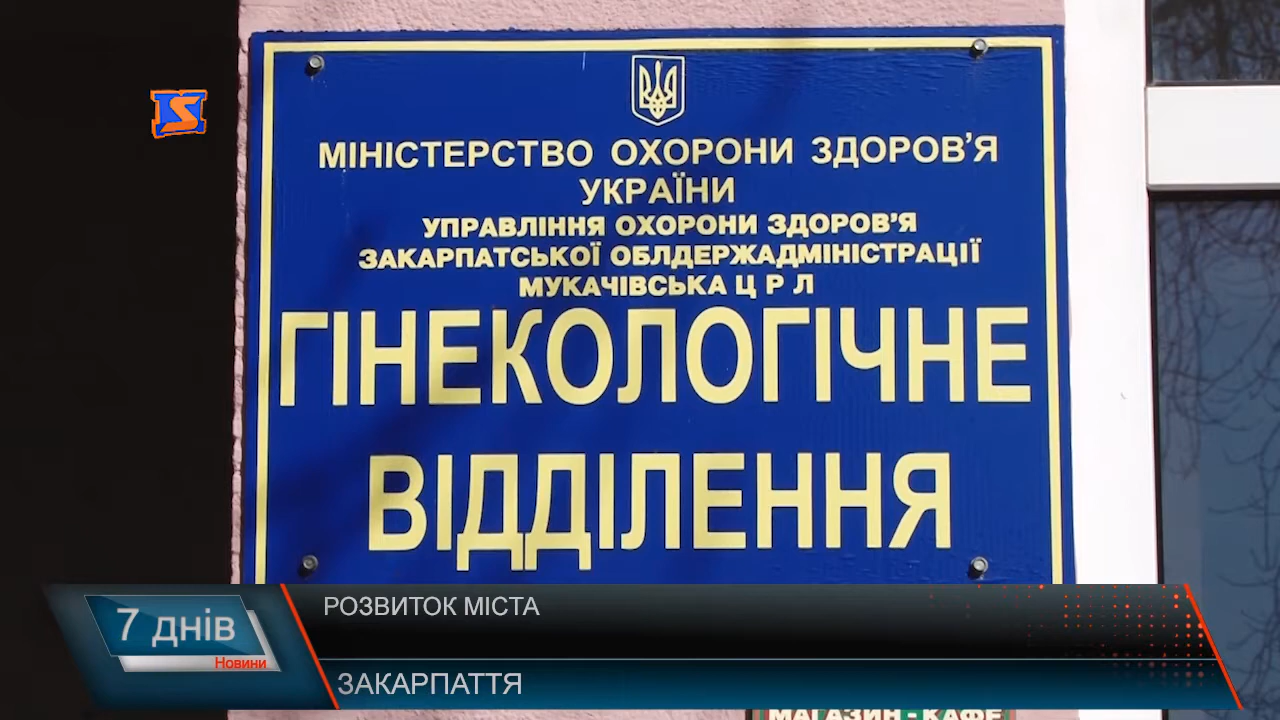 МІНІСТЕРСТВО ОХОРОНИ ЗДОРОВ'Я
УКРАЇНИ
УПРАВЛІННЯ ОХОРОНИ ЗДОРОВ'Я
ЗАКАРПАТСЬКОЇ ОБЛДЕРЖАДМІНІСТРАЦІЇ
МУКАЧІВСЬКА Ц Р Л
ГІНЕКОЛОГІЧНЕ
ВІДДІЛЕННЯ
7 днів
Новини
РОЗВИТОК МІСТА
ЗАКАРПАТТЯ
МАГАЗИН - КАФЕ